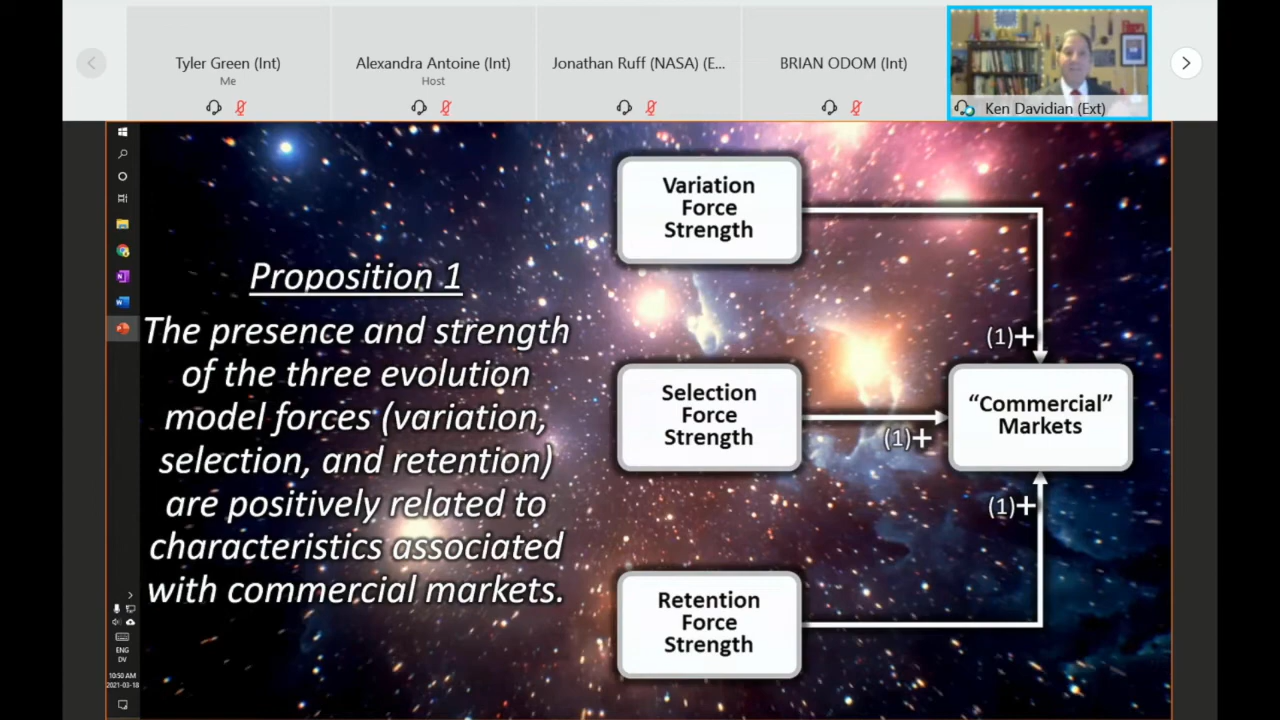 Tyler Green (Int)
Me
Alexandra Antoine (Int)
Host
Jonathan Ruff (NASA) (E...
BRIAN ODOM (Int)
Ken Davidian (Ext)
Proposition 1
The presence and strength
of the three evolution
model forces (variation,
selection, and retention)
are positively related to
characteristics associated
with commercial markets.
Variation
Force
Strength
(1)+
Selection
Force
Strength
(1)+
“Commercial”
Markets
(1)+
Retention
Force
Strength
ENG
DV
10:50 AM
2021-03-18